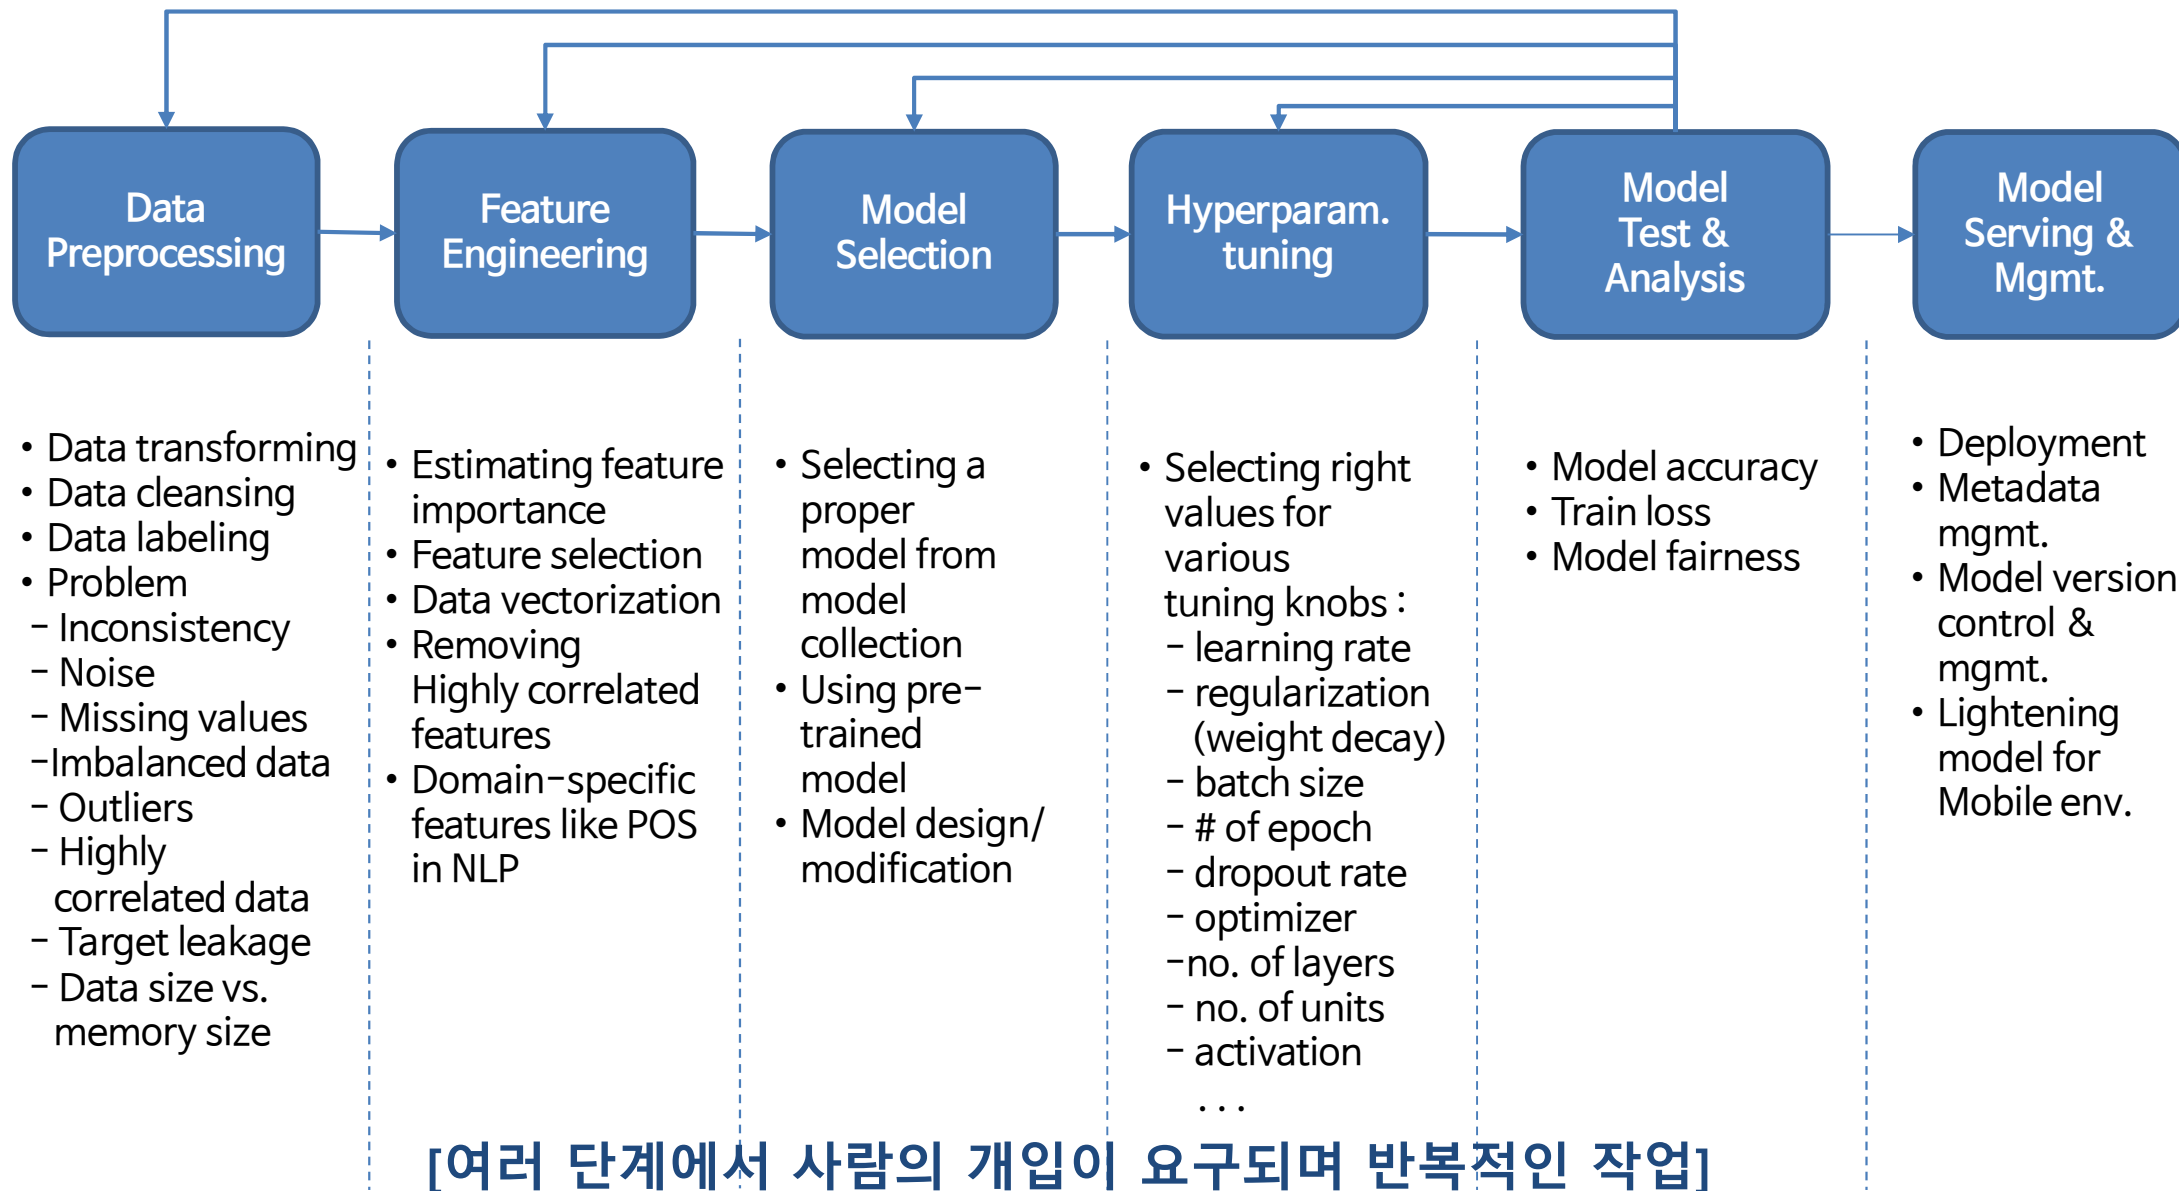 Data
Preprocessing
Feature
Engineering
Model
Selection
Hyperparam.
tuning
Model
Test &
Analysis
Model
Serving &
Mgmt.
• Data transforming
• Data cleansing
• Data labeling
• Problem
- Inconsistency
- Noise
- Missing values
-Imbalanced data
- Outliers
- Highly
correlated data
- Target leakage
- Data size vs.
memory size
• Estimating feature
importance
• Feature selection
• Data vectorization
• Removing
Highly correlated
features
• Domain-specific
features like POS
in NLP
• Selecting a
proper
model from
model
collection
• Using pre-
trained
model
• Model design/
modification
• Selecting right
values for
various
tuning knobs :
- learning rate
- regularization
(weight decay)
- batch size
- # of epoch
- dropout rate
- optimizer
-no. of layers
- no. of units
- activation
. . .
• Model accuracy
• Train loss
• Model fairness
• Deployment
• Metadata
mgmt.
• Model version
control &
mgmt.
• Lightening
model for
Mobile env.
[여러 단계에서 사람의 개입이 요구되며 반복적인 작업]